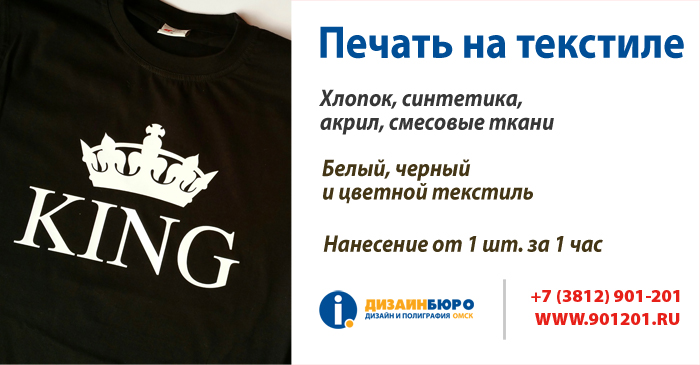 KING
Печать на текстиле
Хлопок, синтетика,
акрил, смесовые ткани
Белый, черный
и цветной текстиль
Нанесение от 1 шт. за 1 час
i.
ДИЗАЙНБЮРО
ДИЗАЙН И ПОЛИГРАФИЯ ОМСК
+7 (3812) 901-201
WWW.901201.RU